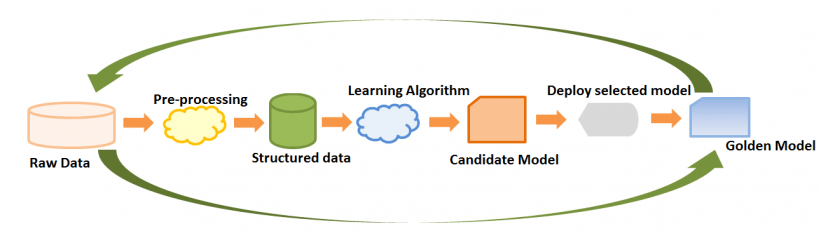 Raw Data
Pre-processing
Structured data
Learning Algorithm
Candidate Model
Deploy selected model
Golden Model